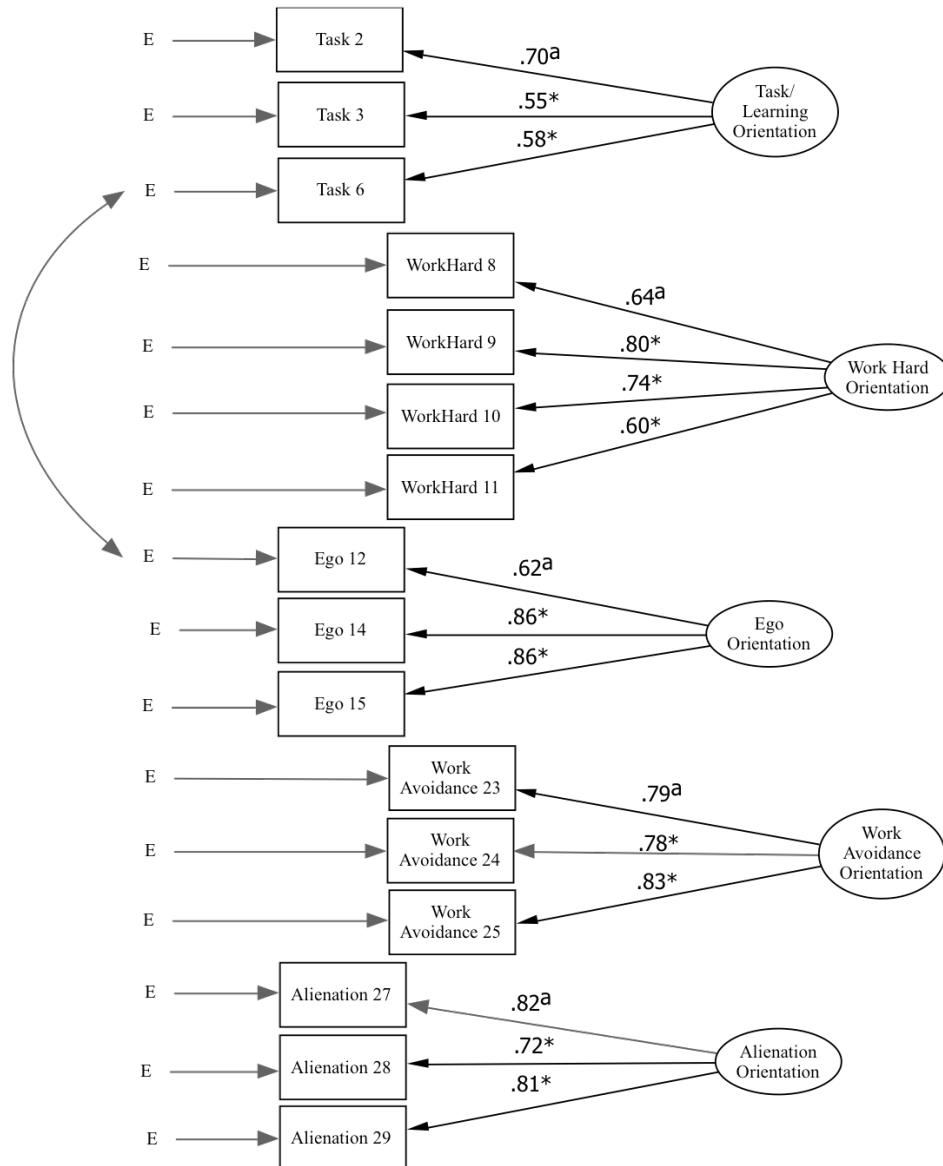 E
Task 2
.70a
E
Task 3
.55*
Task/
Learning
Orientation
E
Task 6
.58*
E
WorkHard 8
.64a
E
WorkHard 9
.80*
Work Hard
Orientation
E
WorkHard 10
.74*
E
WorkHard 11
.60*
E
Ego 12
.62a
E
Ego 14
.86*
Ego
Orientation
E
Ego 15
.86*
E
Work
Avoidance 23
.79a
E
Work
Avoidance 24
.78*
Work
Avoidance
Orientation
E
Work
Avoidance 25
.83*
E
Alienation 27
.82a
E
Alienation 28
.72*
Alienation
Orientation
E
Alienation 29
.81*